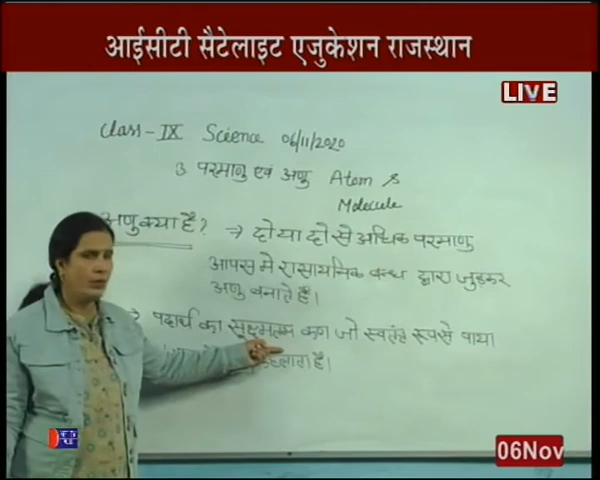 आईसीटी सैटेलाइट एजुकेशन राजस्थान
LIVE
Class-IX Science 06/11/2020
3 परमाणु एवं अणु Atom &
Molecule
अणु क्या है? → दो या दो से अधिक परमाणु
आपस मे रासायनिक बन्ध द्वारा जुड़कर
अणु बनाते हैं।
→ पदार्थ का सूक्ष्मतम कण जो स्वतंत्र रूप से पाया
है।
06Nov